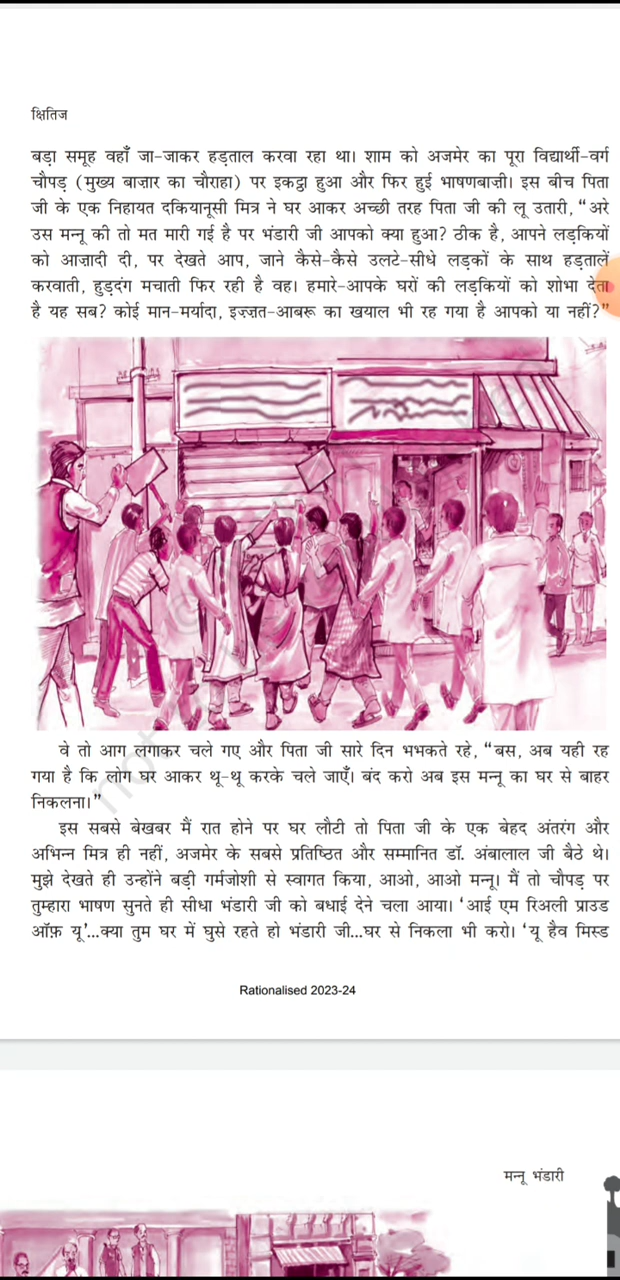 क्षितिज
बड़ा समूह वहाँ जा-जाकर हड़ताल करवा रहा था। शाम को अजमेर का पूरा विद्यार्थी-वर्ग
चौपड़ (मुख्य बाज़ार का चौराहा) पर इकट्ठा हुआ और फिर हुई भाषणबाज़ी। इस बीच पिता
जी के एक निहायत दकियानूसी मित्र ने घर आकर अच्छी तरह पिता जी की लू उतारी, “अरे
उस मन्नू की तो मत मारी गई है पर भंडारी जी आपको क्या हुआ? ठीक है, आपने लड़कियों
को आज़ादी दी, पर देखते आप, जाने कैसे-कैसे उलटे-सीधे लड़कों के साथ हड़तालें
करवाती, हुड़दंग मचाती फिर रही है वह। हमारे-आपके घरों की लड़कियों को शोभा देता
है यह सब? कोई मान-मर्यादा, इज़्ज़त-आबरू का खयाल भी रह गया है आपको या नहीं?”
वे तो आग लगाकर चले गए और पिता जी सारे दिन भभकते रहे, “बस, अब यही रह
गया है कि लोग घर आकर थू-थू करके चले जाएँ। बंद करो अब इस मन्नू का घर से बाहर
निकलना।”
इस सबसे बेखबर मैं रात होने पर घर लौटी तो पिता जी के एक बेहद अंतरंग और
अभिन्न मित्र ही नहीं, अजमेर के सबसे प्रतिष्ठित और सम्मानित डॉ. अंबालाल जी बैठे थे।
मुझे देखते ही उन्होंने बड़ी गर्मजोशी से स्वागत किया, आओ, आओ मन्नू। मैं तो चौपड़ पर
तुम्हारा भाषण सुनते ही सीधा भंडारी जी को बधाई देने चला आया। ‘आई एम रिअली प्राउड
ऑफ़ यू’...क्या तुम घर में घुसे रहते हो भंडारी जी...घर से निकला भी करो। ‘यू हैव मिस्ड
Rationalised 2023-24
मन्नू भंडारी